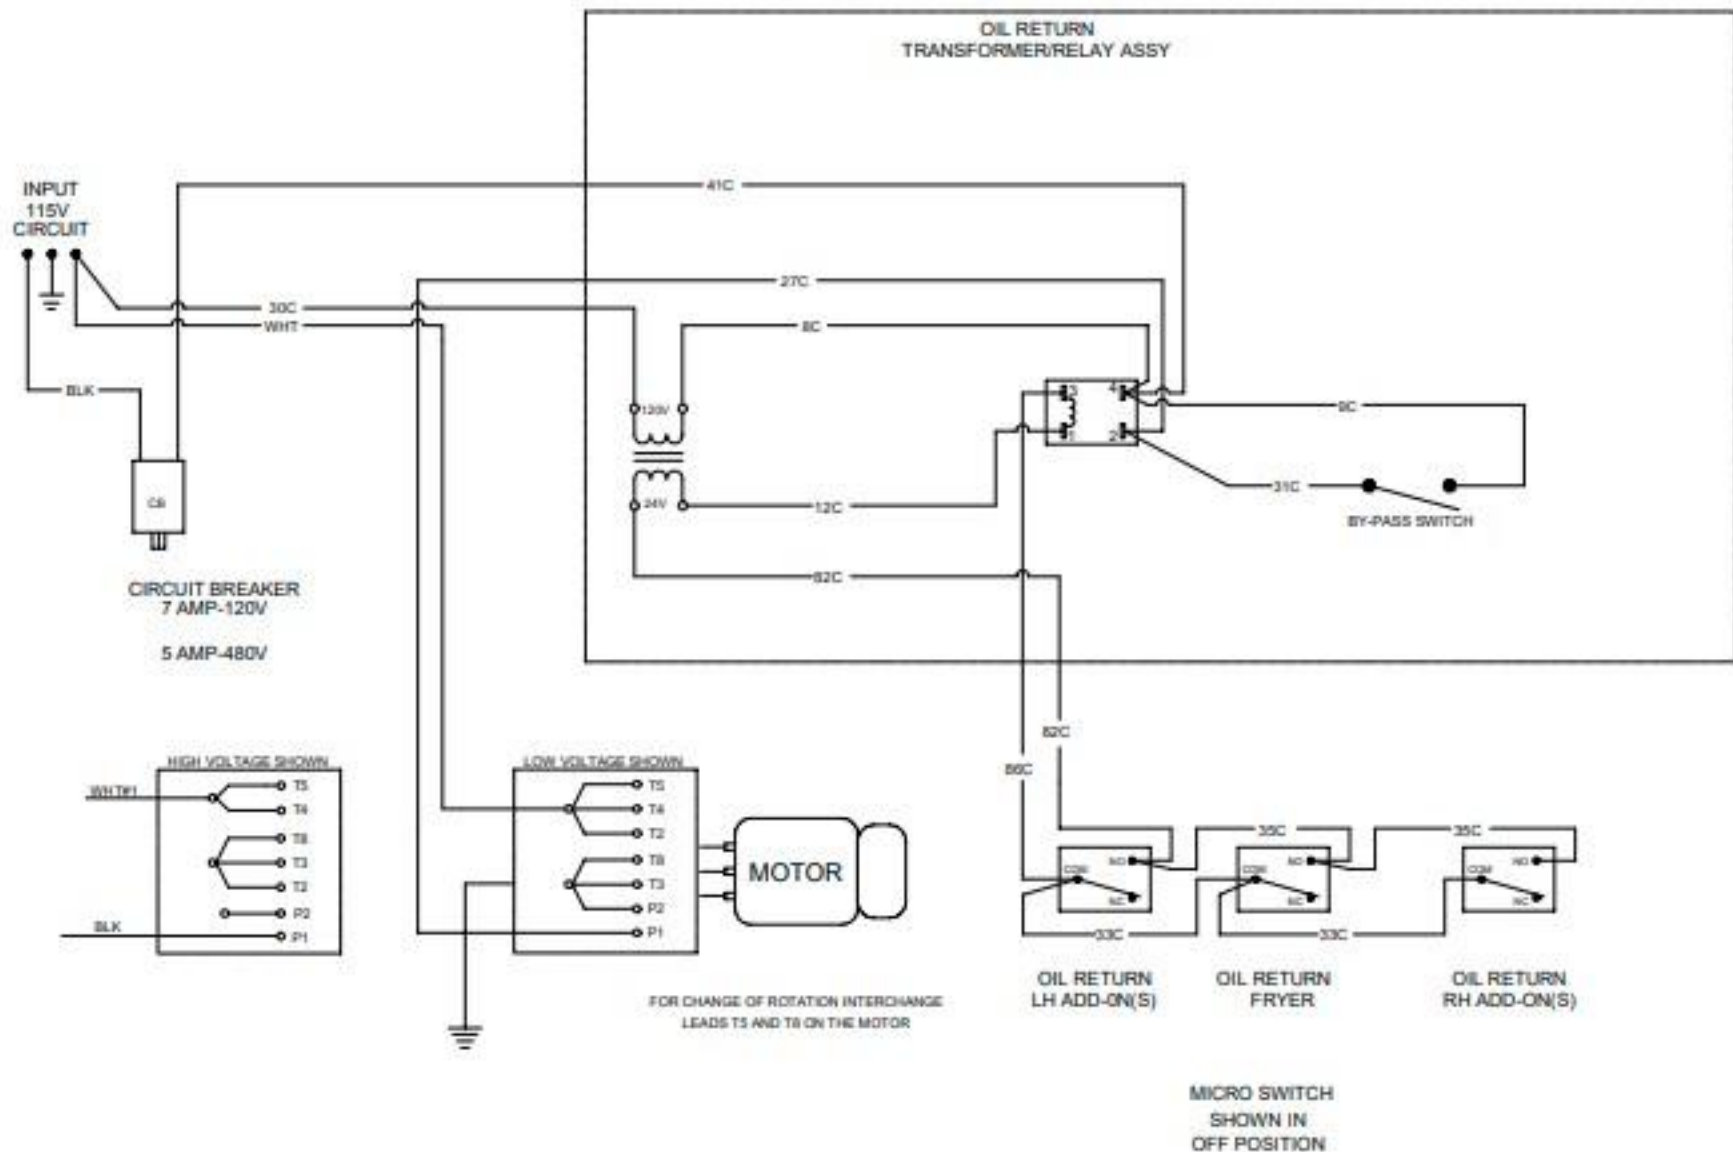 OIL RETURN
TRANSFORMER/RELAY ASSY
INPUT
115V
CIRCUIT
41C
27C
30C
WHT
8C
BLK
120V
3
4
1
2
9C
24V
12C
31C
BY-PASS SWITCH
CB
82C
CIRCUIT BREAKER
7 AMP-120V
5 AMP-480V
82C
86C
HIGH VOLTAGE SHOWN
WHT#1
T5
T4
T8
T3
T2
P2
BLK
P1
LOW VOLTAGE SHOWN
T5
T4
T2
T8
T3
P2
P1
MOTOR
35C
35C
NO
COM
NC
NO
COM
NC
NO
COM
NC
33C
33C
OIL RETURN
LH ADD-0N(S)
OIL RETURN
FRYER
OIL RETURN
RH ADD-ON(S)
FOR CHANGE OF ROTATION INTERCHANGE
LEADS T5 AND T8 ON THE MOTOR
MICRO SWITCH
SHOWN IN
OFF POSITION